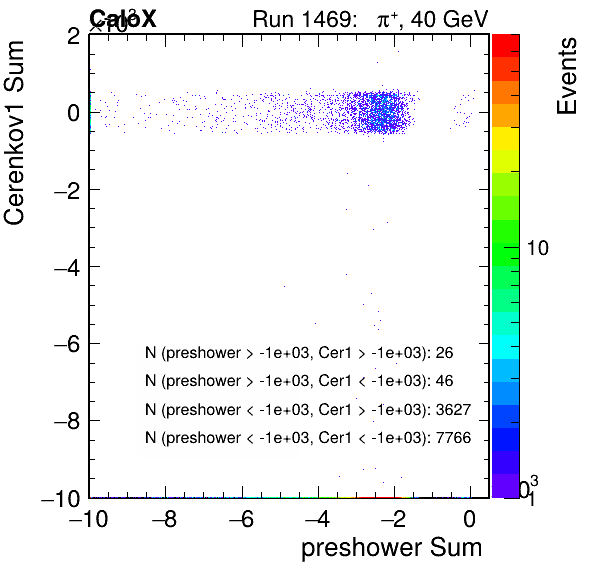 CaloX Run 1469: π+, 40 GeV
×10³
2
0
−2
−4
−6
−8
−10
Cerenkov1 Sum
N (preshower > -1e+03, Cer1 > -1e+03): 26
N (preshower > -1e+03, Cer1 < -1e+03): 46
N (preshower < -1e+03, Cer1 > -1e+03): 3627
N (preshower < -1e+03, Cer1 < -1e+03): 7766
−10 −8 −6 −4 −2 0
preshower Sum
Events
10
1